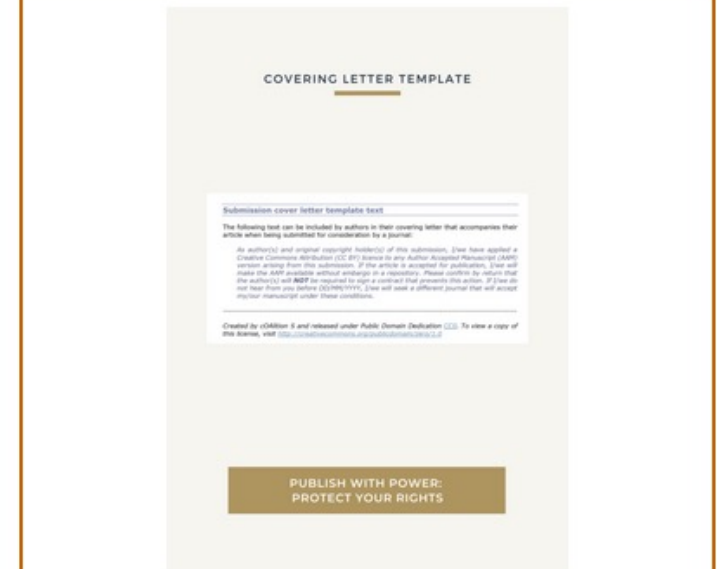 COVERING LETTER TEMPLATE
Submission cover letter template text
The following text can be included by authors in their covering letter that accompanies their
article when being submitted for consideration by a journal:
As author(s) and original copyright holder(s) of this submission, I/we have applied a
Creative Commons Attribution (CC BY) licence to any Author Accepted Manuscript (AAM)
version arising from this submission. If the article is accepted for publication, I/we will
make the AAM available without embargo in a repository. Please confirm by return that
the author(s) will NOT be required to sign a contract that prevents this action. If I/we do
not hear from you before DD/MM/YYYY, I/we will seek a different journal that will accept
my/our manuscript under these conditions.
Created by cOAlition S and released under Public Domain Dedication CC0. To view a copy of
this license, visit http://creativecommons.org/publicdomain/zero/1.0
PUBLISH WITH POWER:
PROTECT YOUR RIGHTS